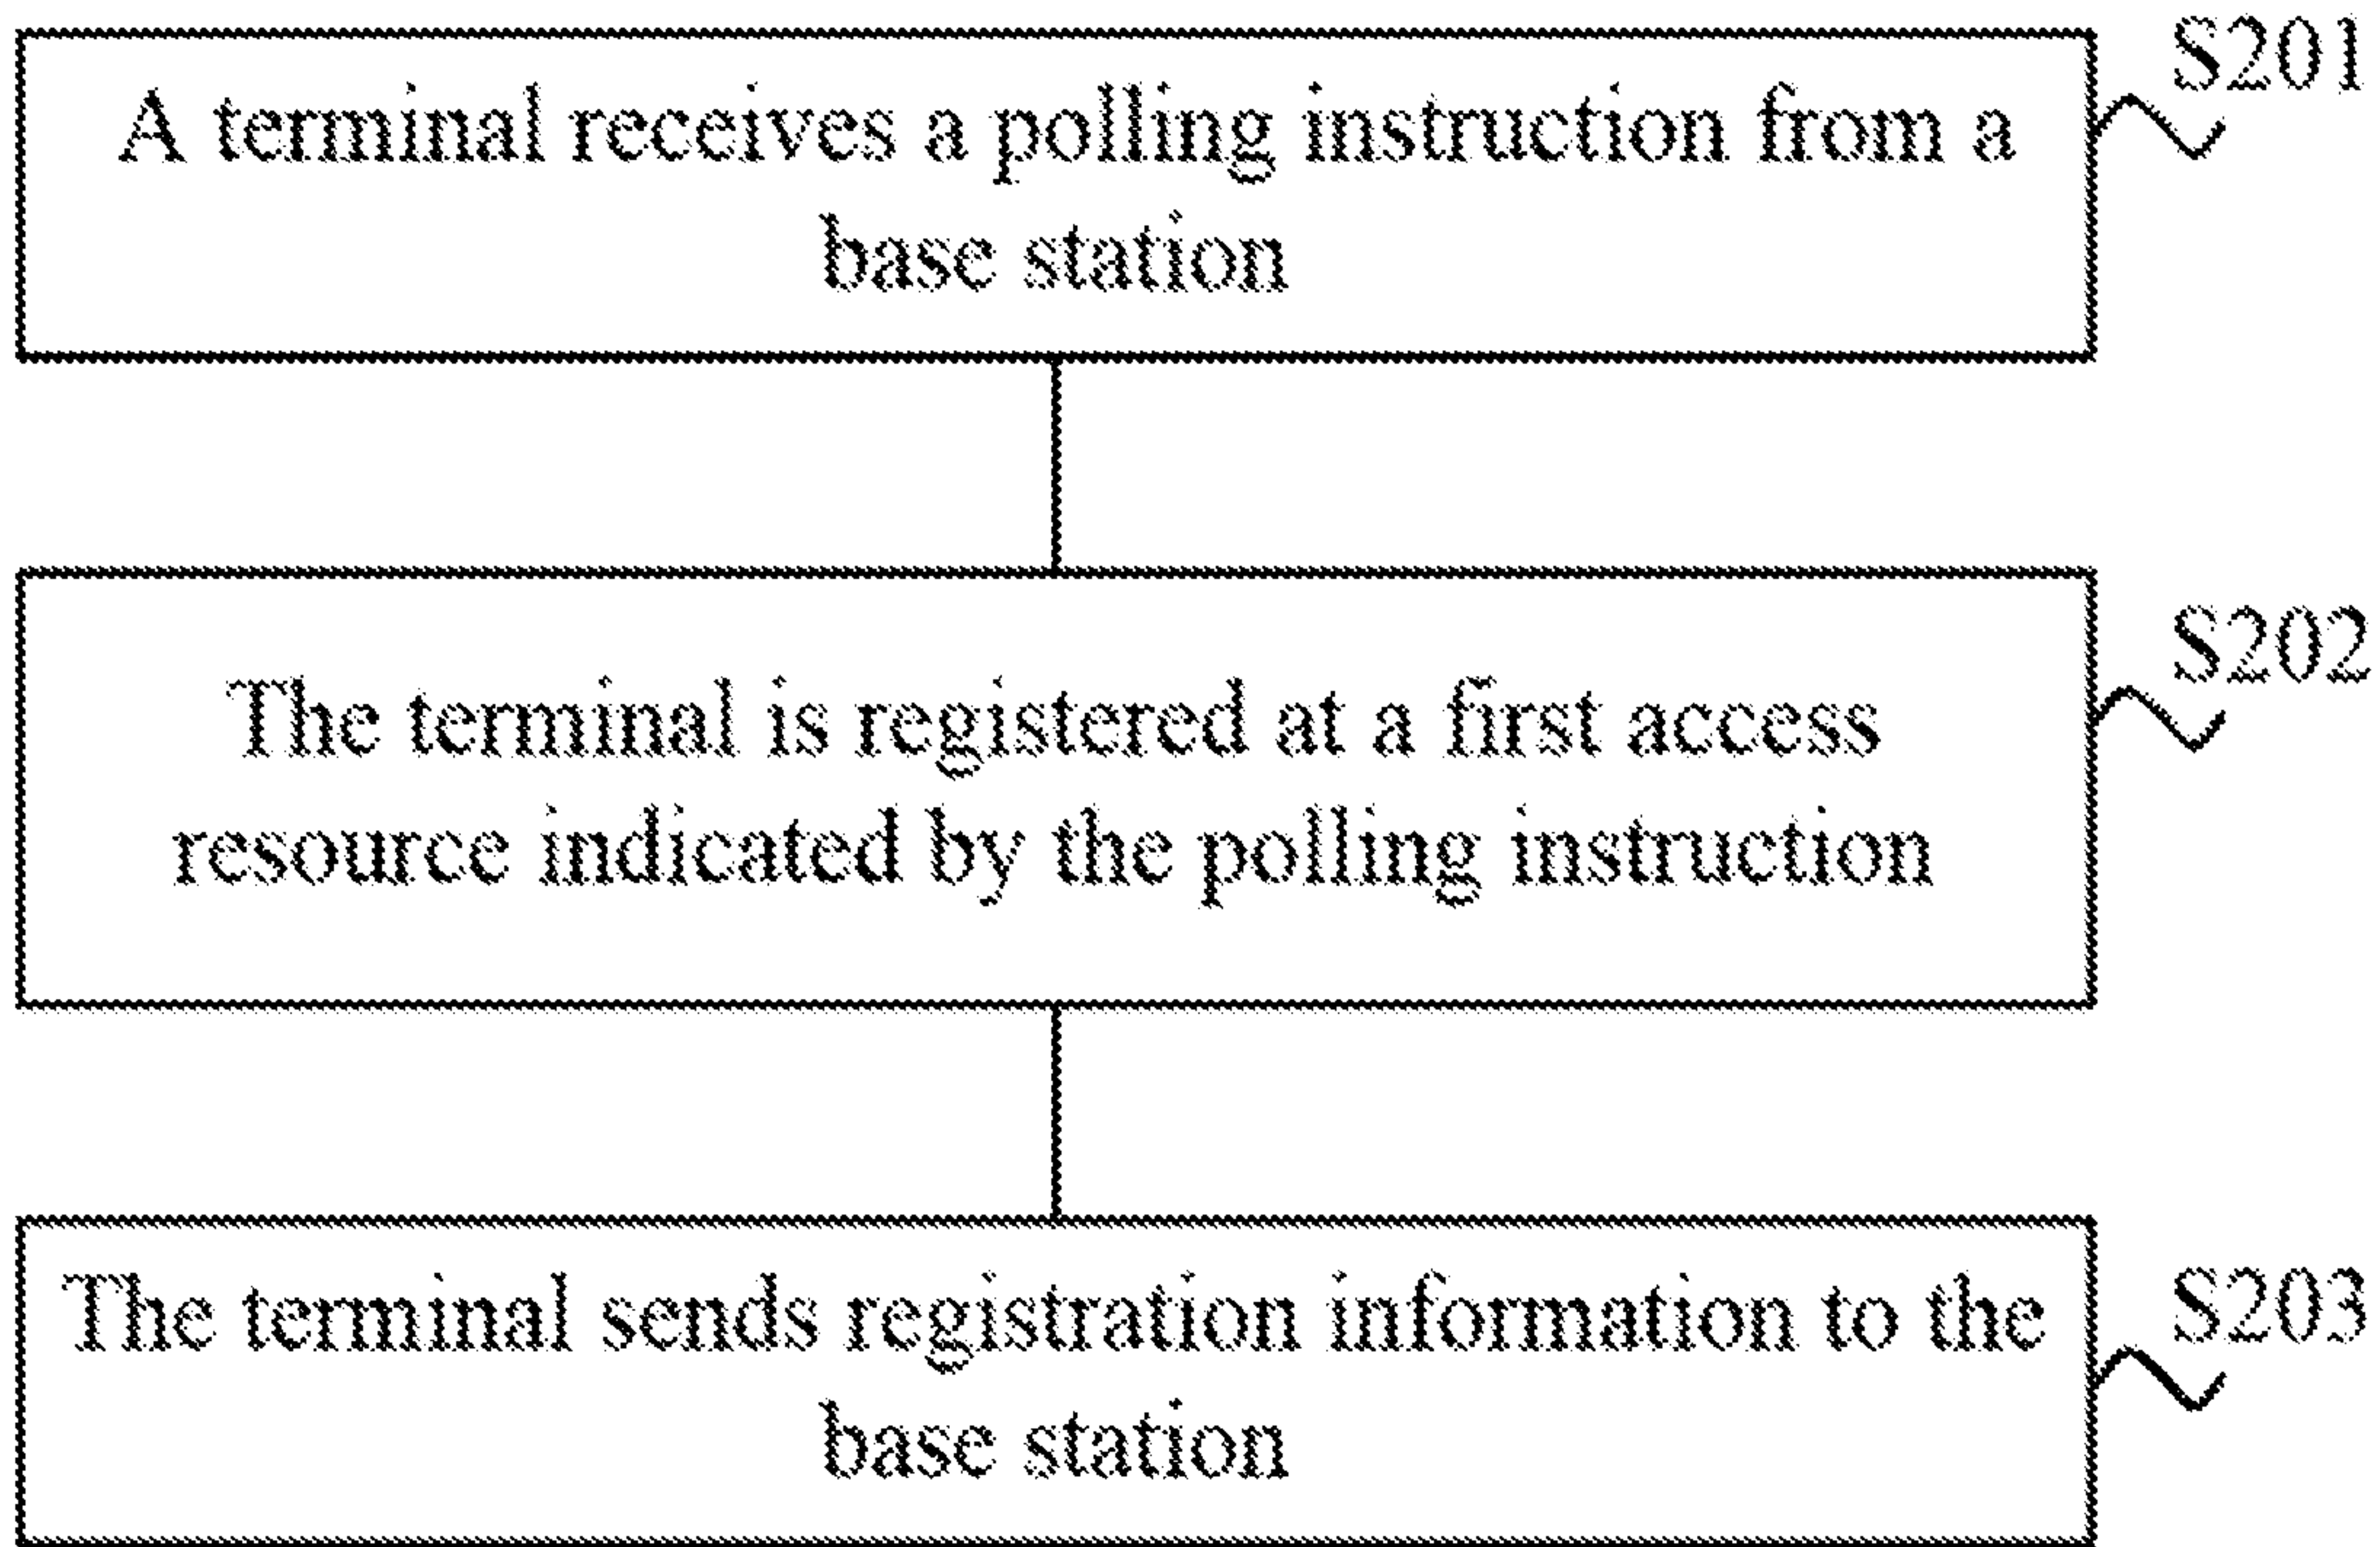 S201
A terminal receives a polling instruction from a
base station
S202
The terminal is registered at a first access
resource indicated by the polling instruction
S203
The terminal sends registration information to the
base station